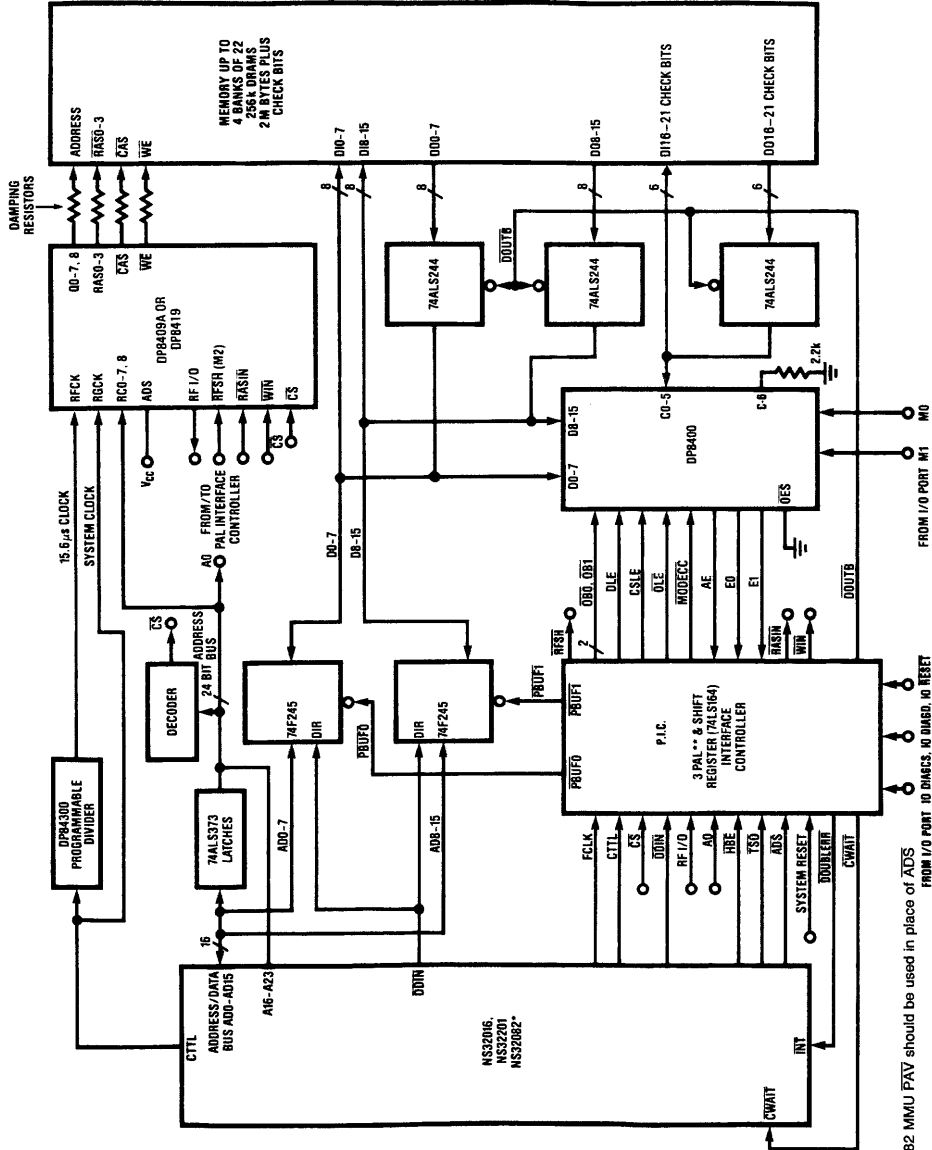 MEMORY UP TO
4 BANKS OF 22
256k DRAMS
2 M BYTES PLUS
CHECK BITS
ADDRESS
RAS0-3
CAS
WE
DI0-7
DI8-15
DO0-7
DO8-15
DI16-21 CHECK BITS
DO16-21 CHECK BITS
DAMPING
RESISTORS
8
8
8
8
6
6
Q0-7, 8
RAS0-3
CAS
WE
DP8409A OR
DP8419
RFCK
RGCK
RC0-7, 8
ADS
RF I/O
RFSH (M2)
RASIN
WIN
CS
VCC
CS
15.6µs CLOCK
SYSTEM CLOCK
A0 FROM/TO
PAL INTERFACE
CONTROLLER
74ALS244
DOUTB
74ALS244
74ALS244
D0-7
D8-15
D0-7
D8-15
C0-5
C-6
2.2k
DP8400
OES
M0
M1
FROM I/O PORT
DP84300
PROGRAMMABLE
DIVIDER
DECODER
CS
24 BIT ADDRESS
BUS
74ALS373
LATCHES
74F245
DIR
74F245
DIR
AD0-7
AD8-15
PBUF0
PBUF1
PBUF0
PBUF1
RFSH
2
OB0, OB1
DLE
CSLE
OLE
MODECC
AE
E0
E1
RASIN
WIN
DOUTB
P.I.C.
3 PAL** & SHIFT
REGISTER (74LS164)
INTERFACE
CONTROLLER
FCLK
CTTL
CS
DDIN
RF I/O
A0
HBE
TSO
ADS
SYSTEM RESET
DOUBLERR
CWAIT
FROM I/O PORT IO DIAGCS, IO DIAGD, IO RESET
CTTL
16
ADDRESS/DATA
BUS AD0-AD15
A16-A23
DDIN
NS32016,
NS32201
NS32082*
INT
CWAIT
82 MMU PAV should be used in place of ADS